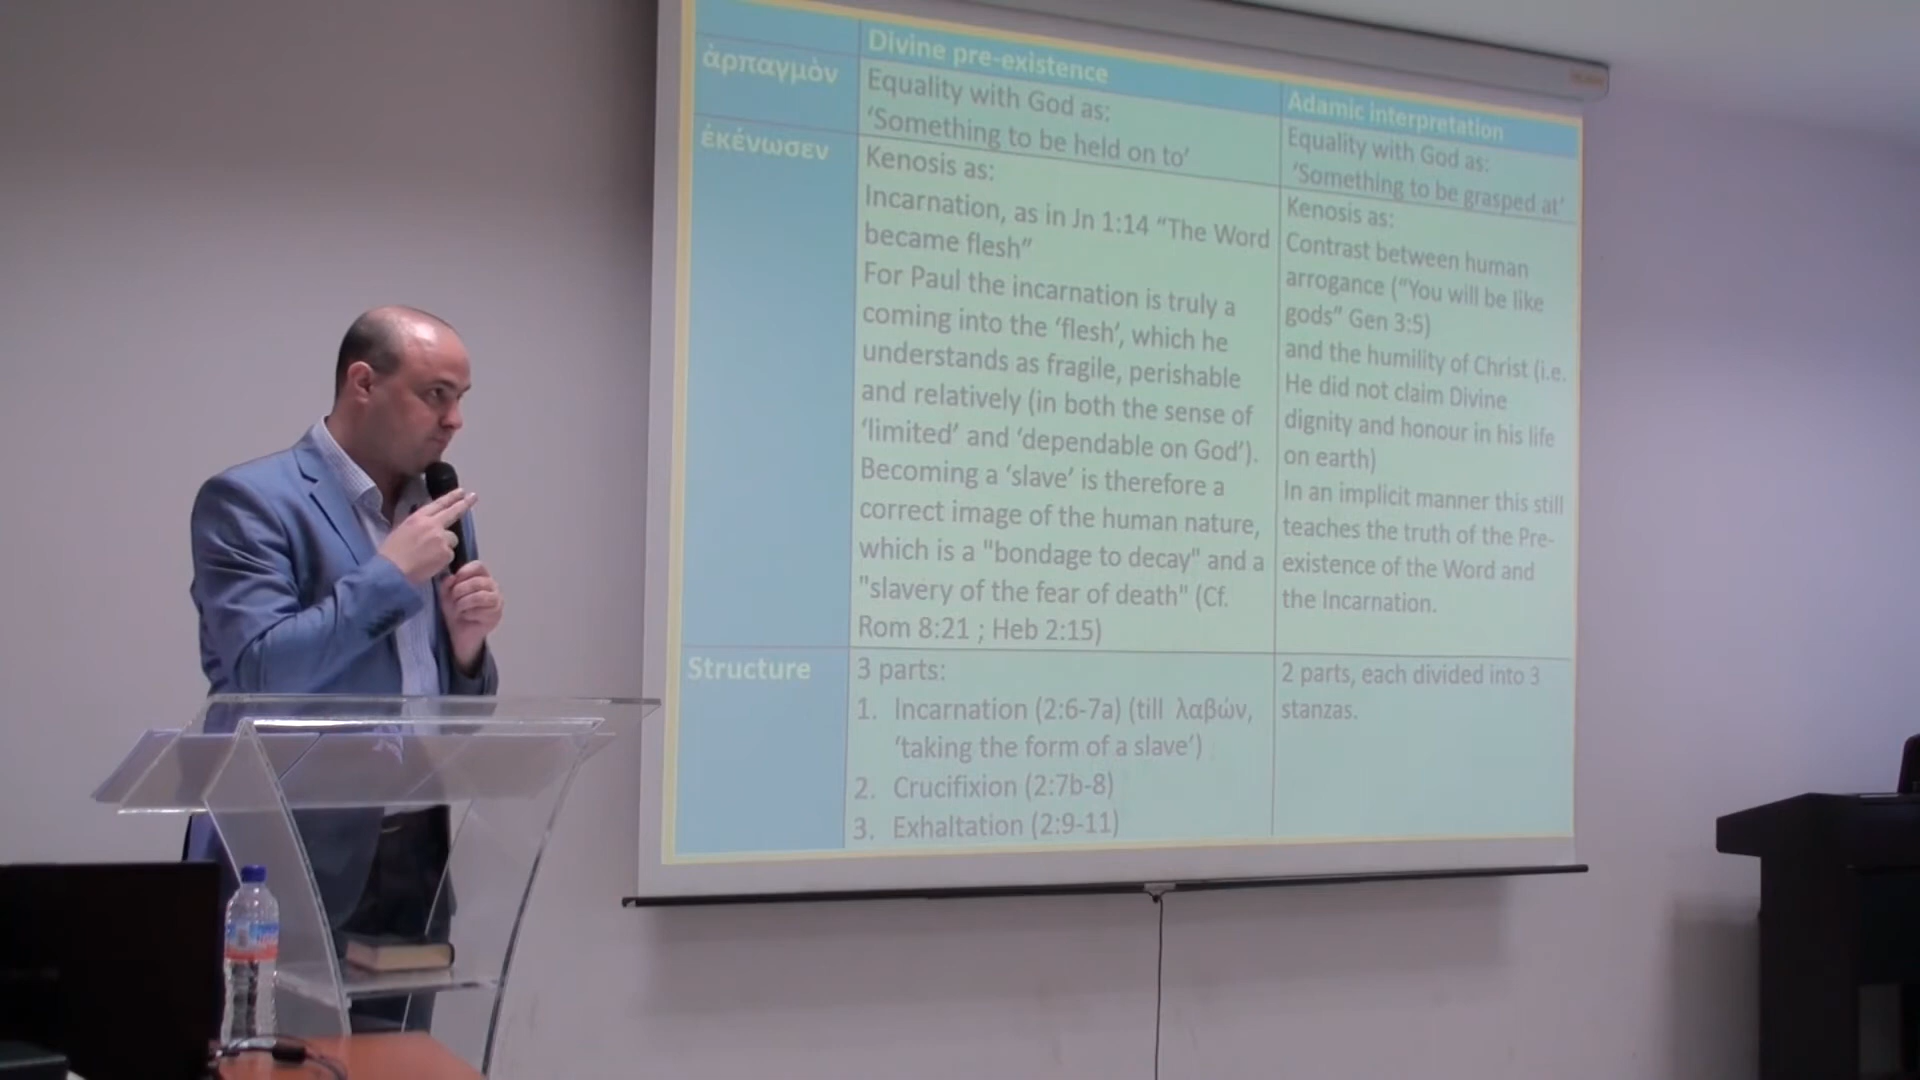 Divine pre-existence
Adamic interpretation
ἁρπαγμὸν
Equality with God as:
‘Something to be held on to’
Equality with God as:
‘Something to be grasped at’
ἐκένωσεν
Kenosis as:
Incarnation, as in Jn 1:14 “The Word
became flesh”
For Paul the incarnation is truly a
coming into the ‘flesh’, which he
understands as fragile, perishable
and relatively (in both the sense of
‘limited’ and ‘dependable on God’).
Becoming a ‘slave’ is therefore a
correct image of the human nature,
which is a "bondage to decay" and a
"slavery of the fear of death" (Cf.
Rom 8:21 ; Heb 2:15)
Kenosis as:
Contrast between human
arrogance (“You will be like
gods” Gen 3:5)
and the humility of Christ (i.e.
He did not claim Divine
dignity and honour in his life
on earth)
In an implicit manner this still
teaches the truth of the Pre-
existence of the Word and
the Incarnation.
Structure
3 parts:
1. Incarnation (2:6-7a) (till λαβών,
‘taking the form of a slave’)
2. Crucifixion (2:7b-8)
3. Exhaltation (2:9-11)
2 parts, each divided into 3
stanzas.